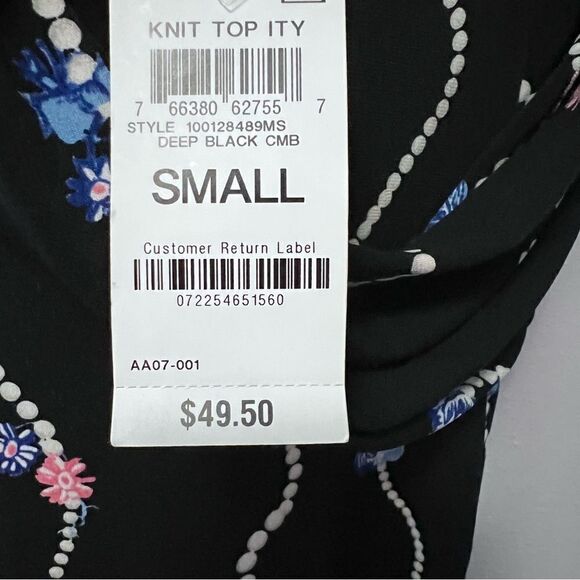 KNIT TOP ITY
7 66380 62755 7
STYLE 100128489MS
DEEP BLACK CMB
SMALL
Customer Return Label
072254651560
AA07-001
$49.50